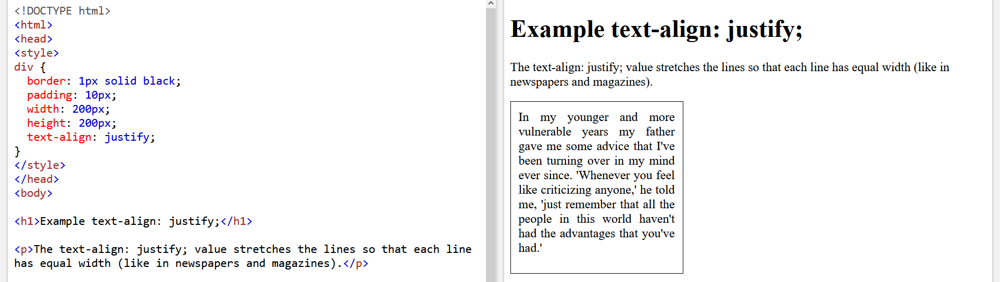 <!DOCTYPE html>
<html>
<head>
<style>
div {
  border: 1px solid black;
  padding: 10px;
  width: 200px;
  height: 200px;
  text-align: justify;
}
</style>
</head>
<body>

<h1>Example text-align: justify;</h1>

<p>The text-align: justify; value stretches the lines so that each line
has equal width (like in newspapers and magazines).</p>

Example text-align: justify;
The text-align: justify; value stretches the lines so that each line has equal width (like in
newspapers and magazines).
In my younger and more
vulnerable years my father
gave me some advice that I've
been turning over in my mind
ever since. 'Whenever you feel
like criticizing anyone,' he told
me, 'just remember that all the
people in this world haven't
had the advantages that you've
had.'